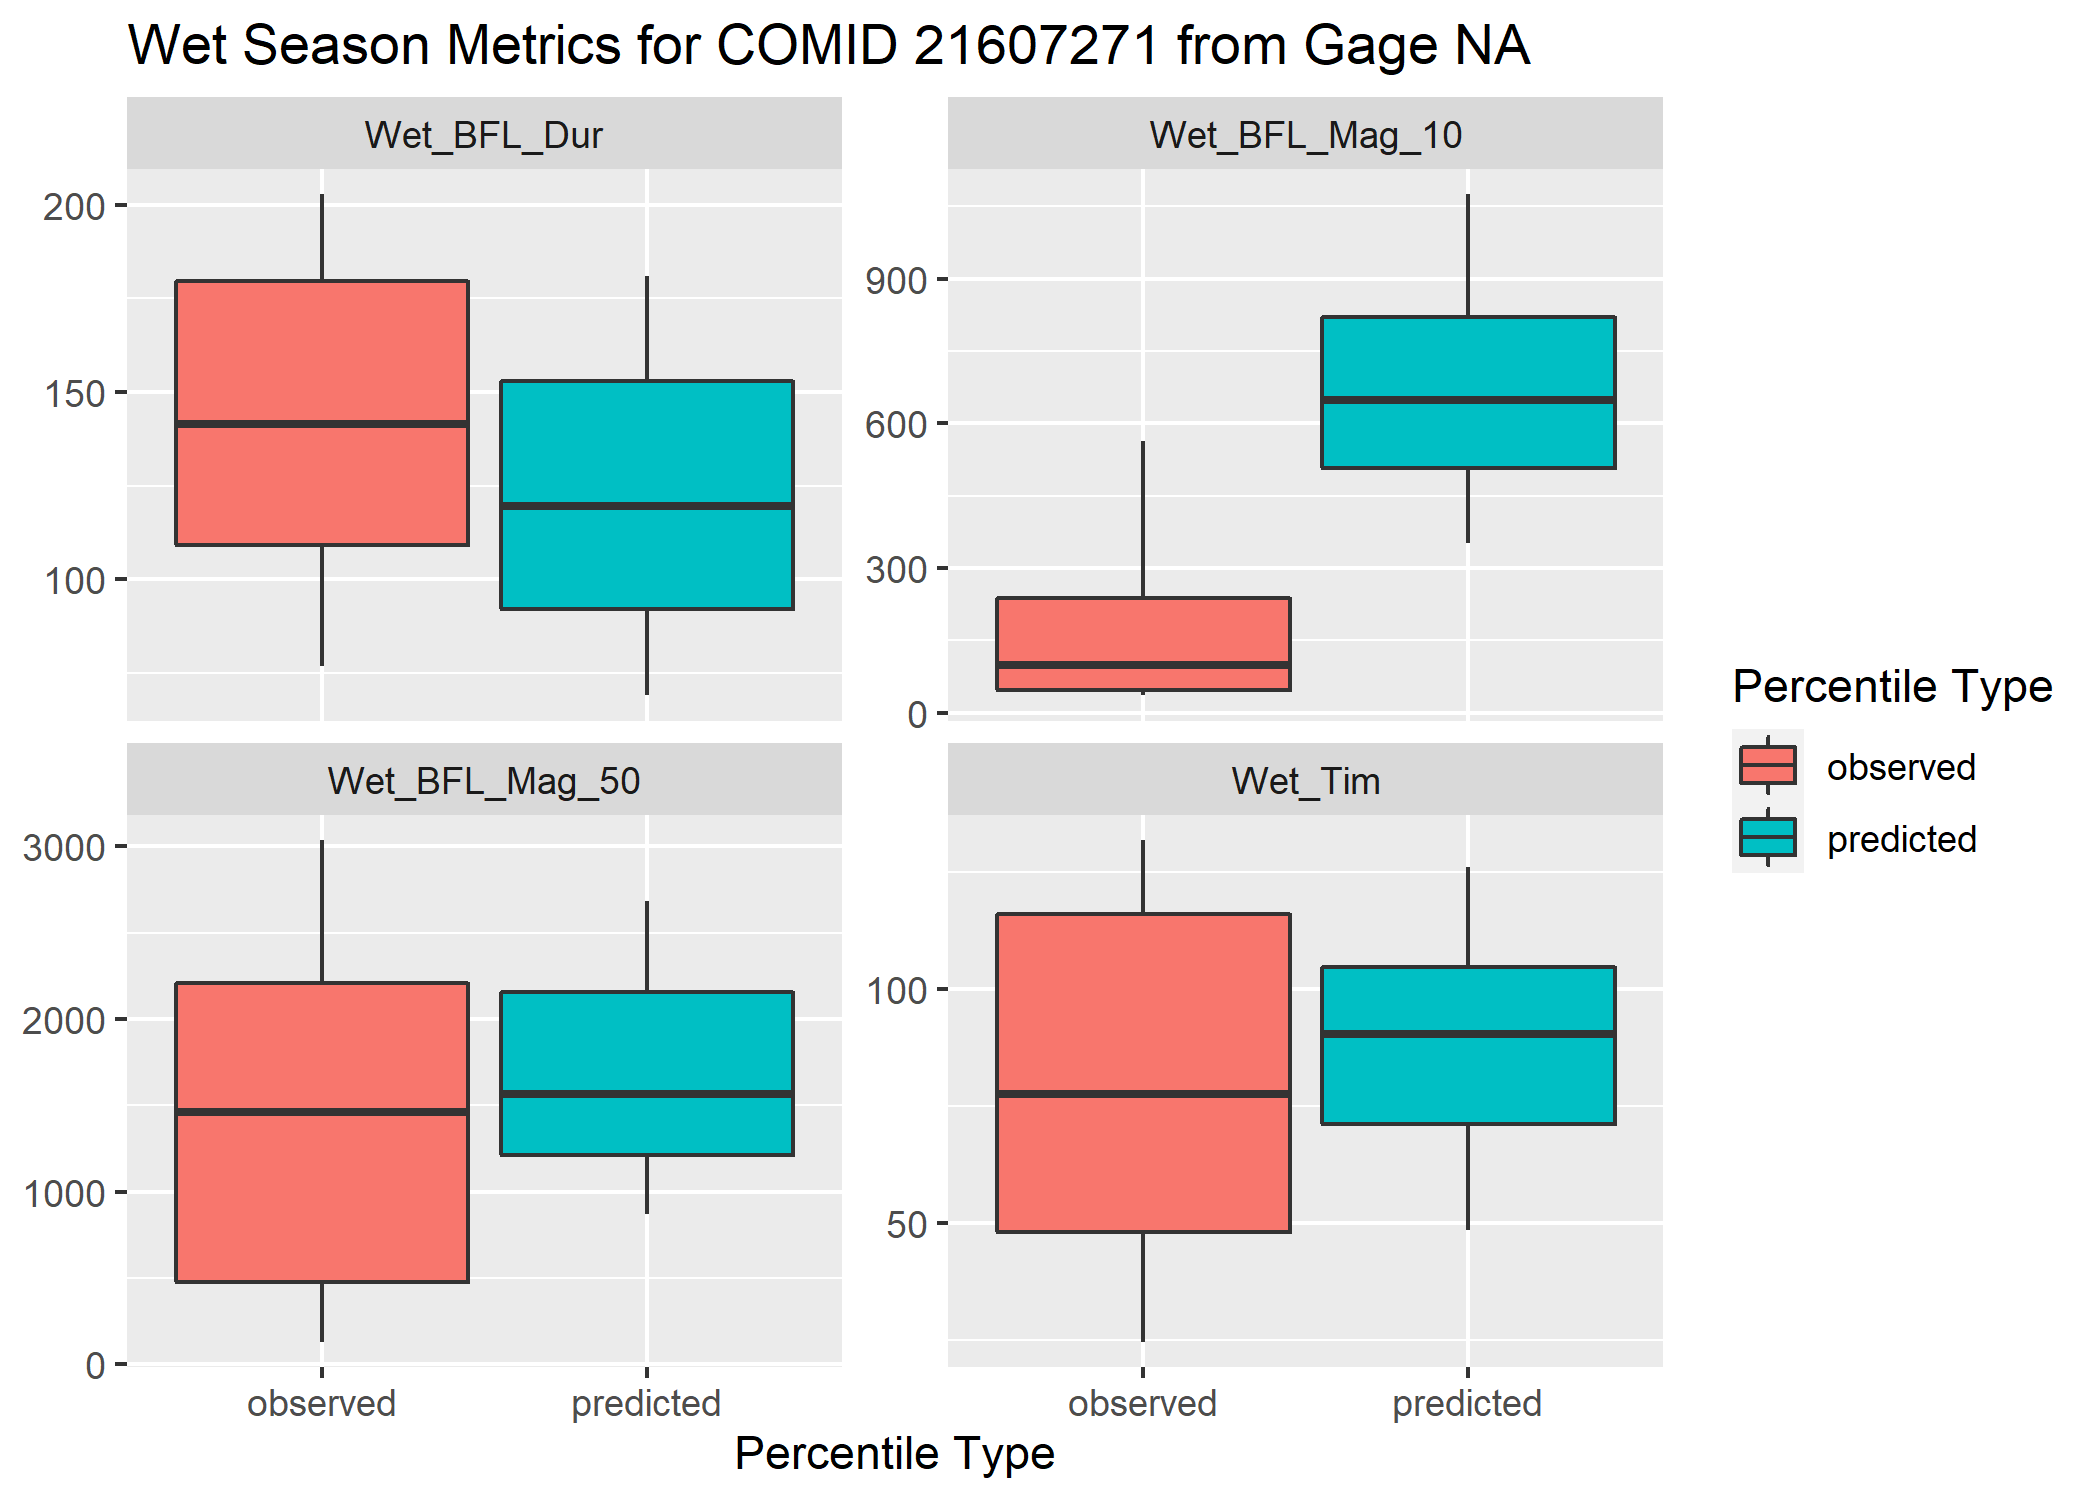 Wet Season Metrics for COMID 21607271 from Gage NA
Wet_BFL_Dur
200
150
100
Wet_BFL_Mag_10
900
600
300
0
Wet_BFL_Mag_50
3000
2000
1000
0
observed
predicted
Wet_Tim
100
50
observed
predicted
Percentile Type
Percentile Type
observed
predicted